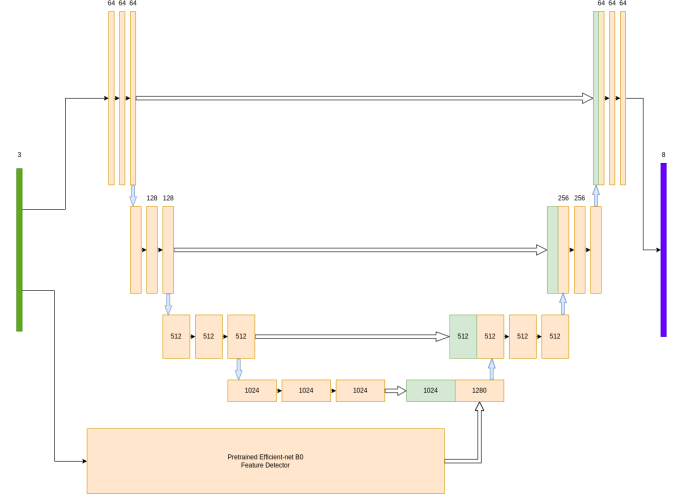 64 64 64
64 64 64
3
8
128 128
256 256
512 512 512
512 512 512 512
1024 1024 1024
1024 1280
Pretrained Efficient-net B0
Feature Detector